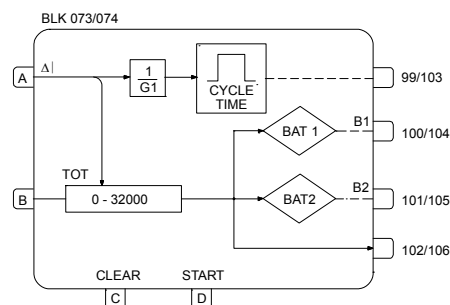 BLK 073/074
A
Δ|
1
G1
CYCLE
TIME
99/103
BAT 1
B1
100/104
TOT
B
0 - 32000
BAT2
B2
101/105
102/106
CLEAR
START
C
D